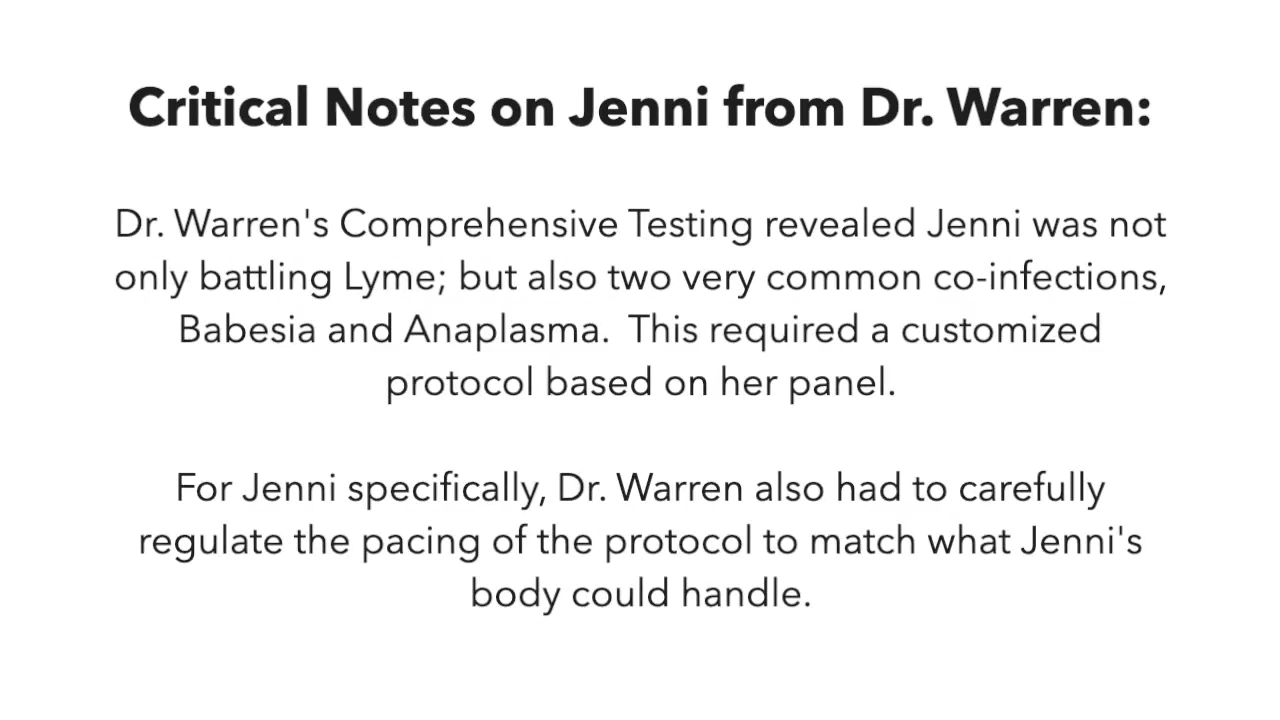 Critical Notes on Jenni from Dr. Warren:
Dr. Warren's Comprehensive Testing revealed Jenni was not
only battling Lyme; but also two very common co-infections,
Babesia and Anaplasma.  This required a customized
protocol based on her panel.
For Jenni specifically, Dr. Warren also had to carefully
regulate the pacing of the protocol to match what Jenni's
body could handle.